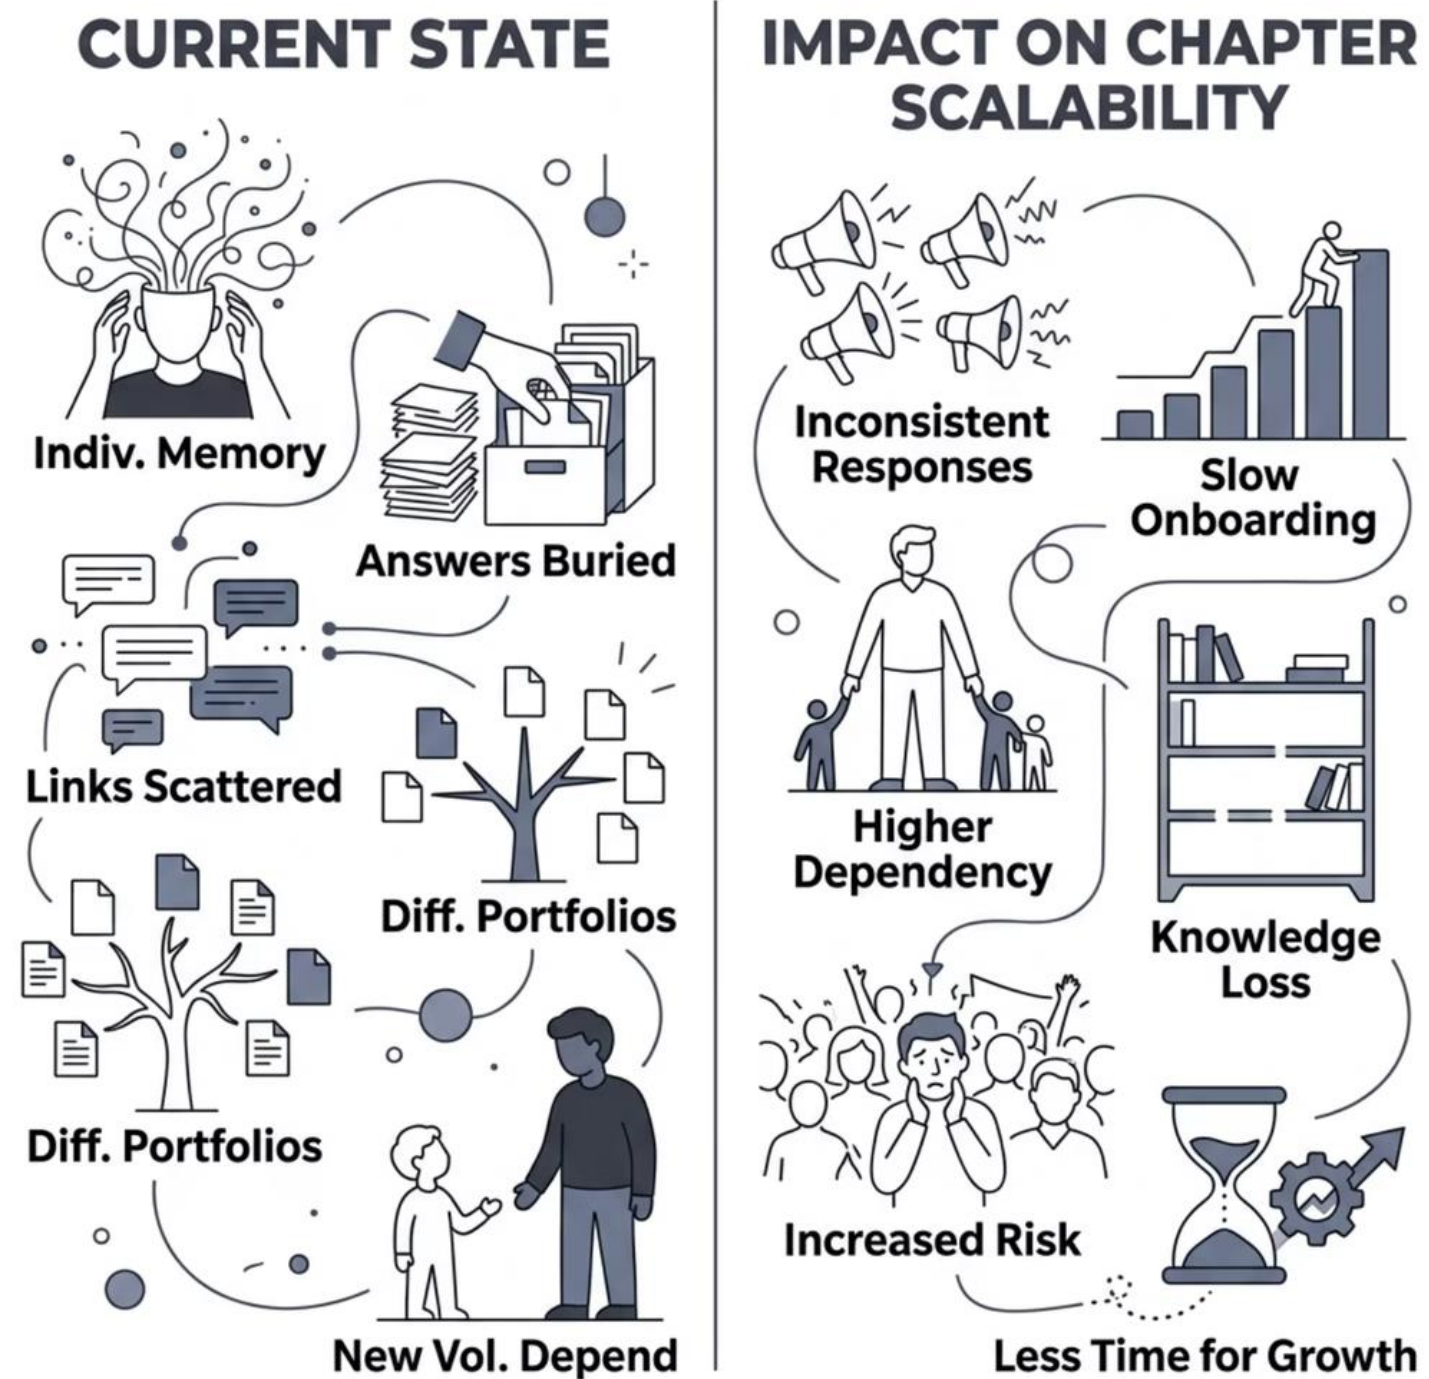 CURRENT STATE
Indiv. Memory
Answers Buried
Links Scattered
Diff. Portfolios
Diff. Portfolios
New Vol. Depend
IMPACT ON CHAPTER
SCALABILITY
Inconsistent
Responses
Slow
Onboarding
Higher
Dependency
Knowledge
Loss
Increased Risk
Less Time for Growth